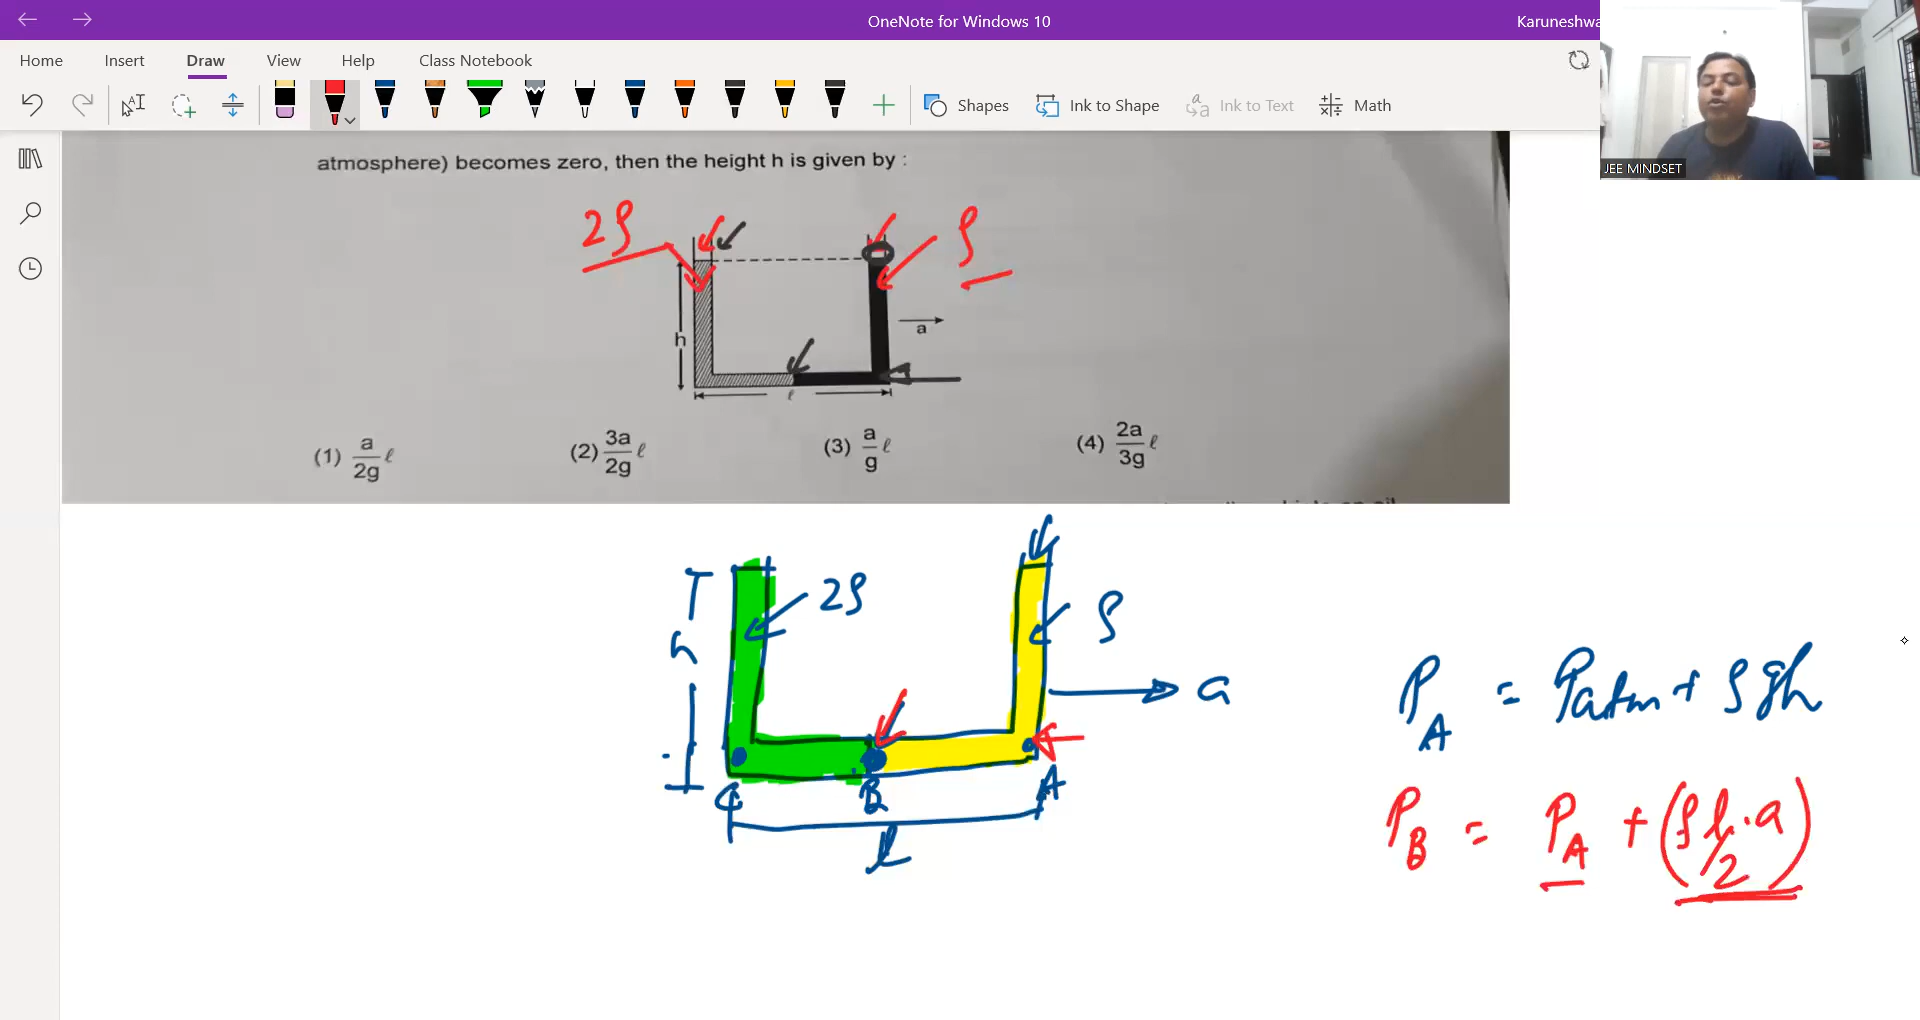 OneNote for Windows 10
Karuneshwa
Home Insert Draw View Help Class Notebook
Shapes Ink to Shape Ink to Text Math
JEE MINDSET
atmosphere) becomes zero, then the height h is given by :
2ρ ρ
a
h
ℓ
(1) a/2g ℓ (2) 3a/2g ℓ (3) a/g ℓ (4) 2a/3g ℓ
T 2ρ ρ
h
a
P_A = Patm + ρgh
C B A
l
P_B = P_A + (ρ l/2 . a)